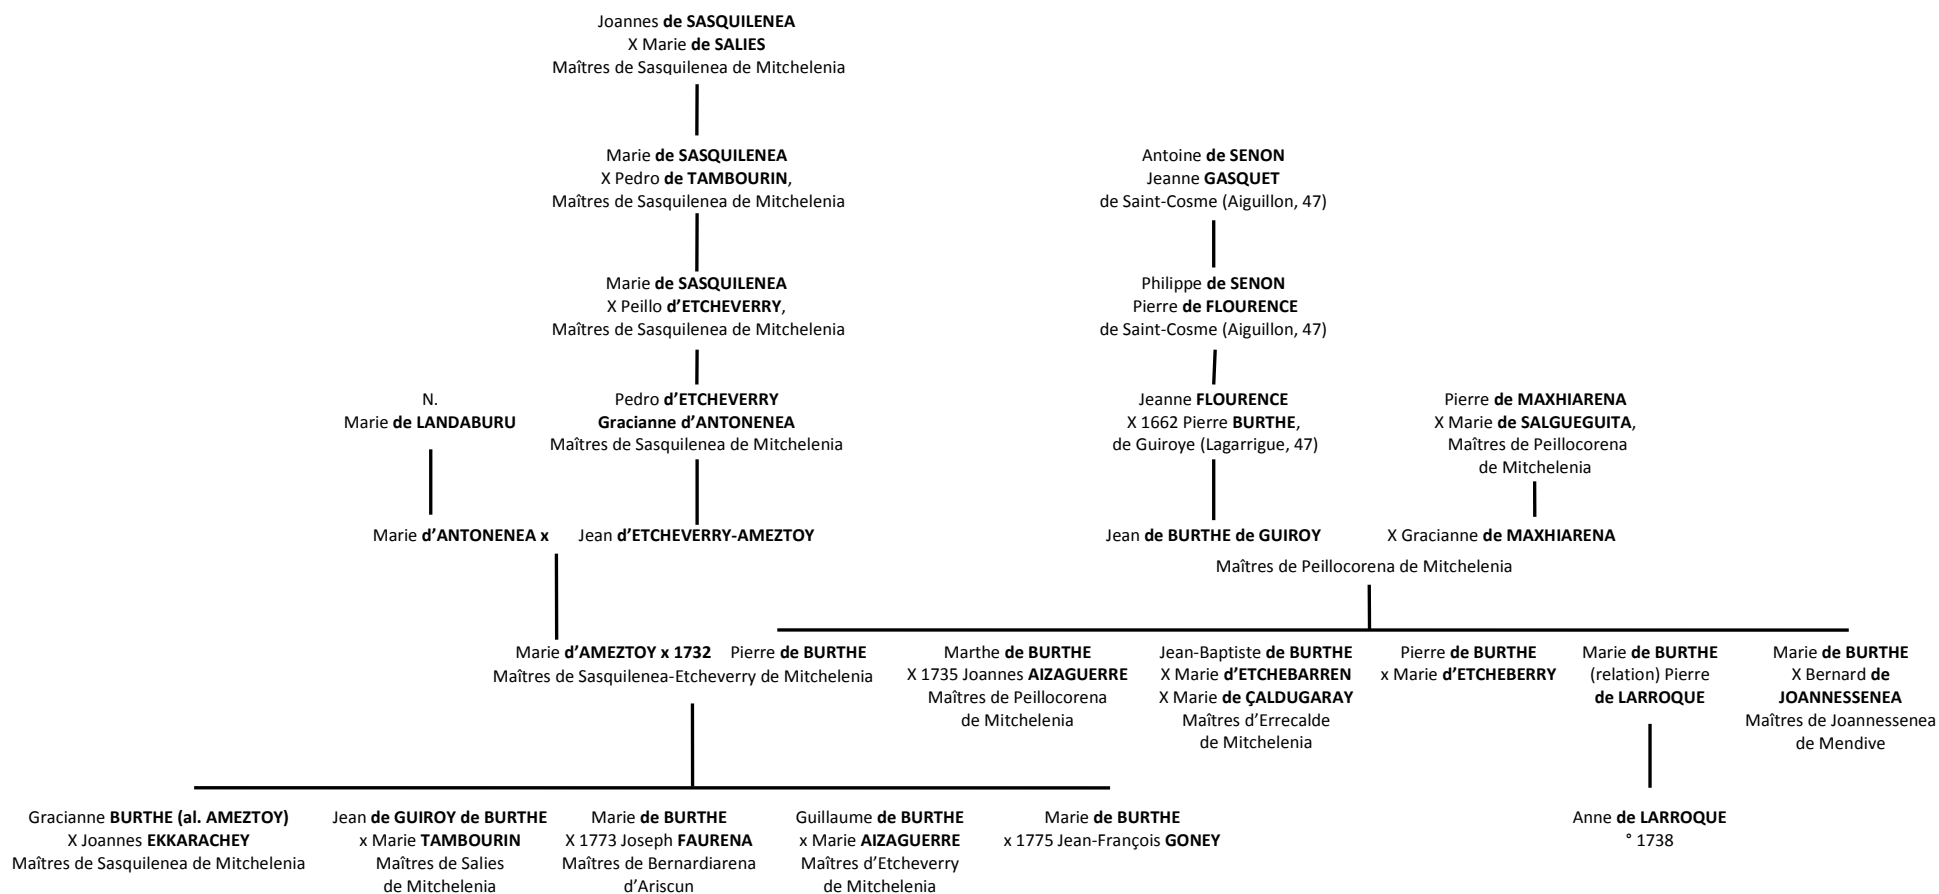 Joannes de SASQUILENEA
X Marie de SALIES
Maîtres de Sasquilenea de Mitchelenia
Marie de SASQUILENEA
X Pedro de TAMBOURIN,
Maîtres de Sasquilenea de Mitchelenia
Antoine de SENON
Jeanne GASQUET
de Saint-Cosme (Aiguillon, 47)
Marie de SASQUILENEA
X Peillo d'ETCHEVERRY,
Maîtres de Sasquilenea de Mitchelenia
Philippe de SENON
Pierre de FLOURENCE
de Saint-Cosme (Aiguillon, 47)
N.
Marie de LANDABURU
Pedro d'ETCHEVERRY
Gracianne d'ANTONENEA
Maîtres de Sasquilenea de Mitchelenia
Jeanne FLOURENCE
X 1662 Pierre BURTHE,
de Guiroye (Lagarrigue, 47)
Pierre de MAXHIARENA
X Marie de SALGUEGUITA,
Maîtres de Peillocorena
de Mitchelenia
Marie d'ANTONENEA x
Jean d'ETCHEVERRY-AMEZTOY
Jean de BURTHE de GUIROY
X Gracianne de MAXHIARENA
Maîtres de Peillocorena de Mitchelenia
Marie d'AMEZTOY x 1732 Pierre de BURTHE
Maîtres de Sasquilenea-Etcheverry de Mitchelenia
Marthe de BURTHE
X 1735 Joannes AIZAGUERRE
Maîtres de Peillocorena
de Mitchelenia
Jean-Baptiste de BURTHE
X Marie d'ETCHEBARREN
X Marie de ÇALDUGARAY
Maîtres d'Errecalde
de Mitchelenia
Pierre de BURTHE
x Marie d'ETCHEBERRY
Marie de BURTHE
(relation) Pierre
de LARROQUE
Marie de BURTHE
X Bernard de
JOANNESSENEA
Maîtres de Joannessenea
de Mendive
Gracianne BURTHE (al. AMEZTOY)
X Joannes EKKARACHEY
Maîtres de Sasquilenea de Mitchelenia
Jean de GUIROY de BURTHE
x Marie TAMBOURIN
Maîtres de Salies
de Mitchelenia
Marie de BURTHE
X 1773 Joseph FAURENA
Maîtres de Bernardiarena
d'Ariscun
Guillaume de BURTHE
x Marie AIZAGUERRE
Maîtres d'Etcheverry
de Mitchelenia
Marie de BURTHE
x 1775 Jean-François GONEY
Anne de LARROQUE
° 1738